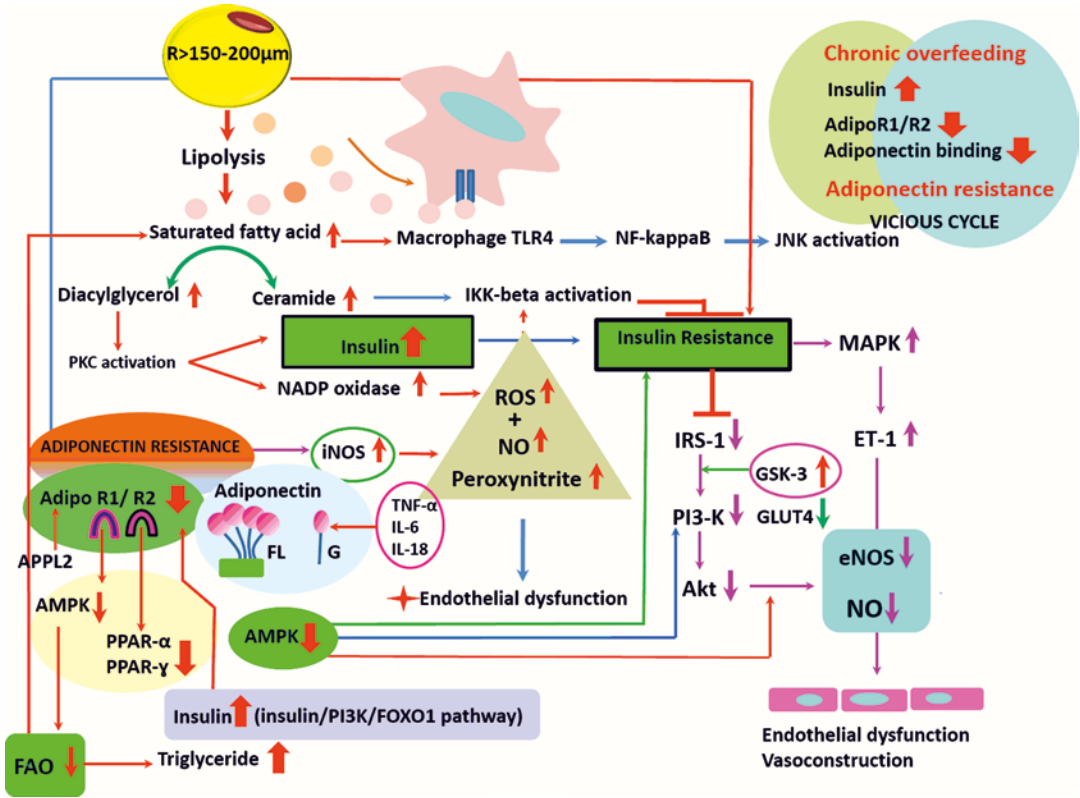 R>150-200µm
Lipolysis
Saturated fatty acid
Macrophage TLR4
NF-kappaB
JNK activation
Chronic overfeeding
Insulin
AdipoR1/R2
Adiponectin binding
Adiponectin resistance
VICIOUS CYCLE
Diacylglycerol
Ceramide
IKK-beta activation
PKC activation
Insulin
NADP oxidase
Insulin Resistance
MAPK
ROS
+
NO
Peroxynitrite
IRS-1
ET-1
GSK-3
PI3-K
GLUT4
Akt
eNOS
NO
ADIPONECTIN RESISTANCE
iNOS
Adipo R1/ R2
Adiponectin
FL
G
TNF-α
IL-6
IL-18
APPL2
AMPK
PPAR-α
PPAR-ɣ
Endothelial dysfunction
AMPK
Insulin (insulin/PI3K/FOXO1 pathway)
FAO
Triglyceride
Endothelial dysfunction
Vasoconstruction